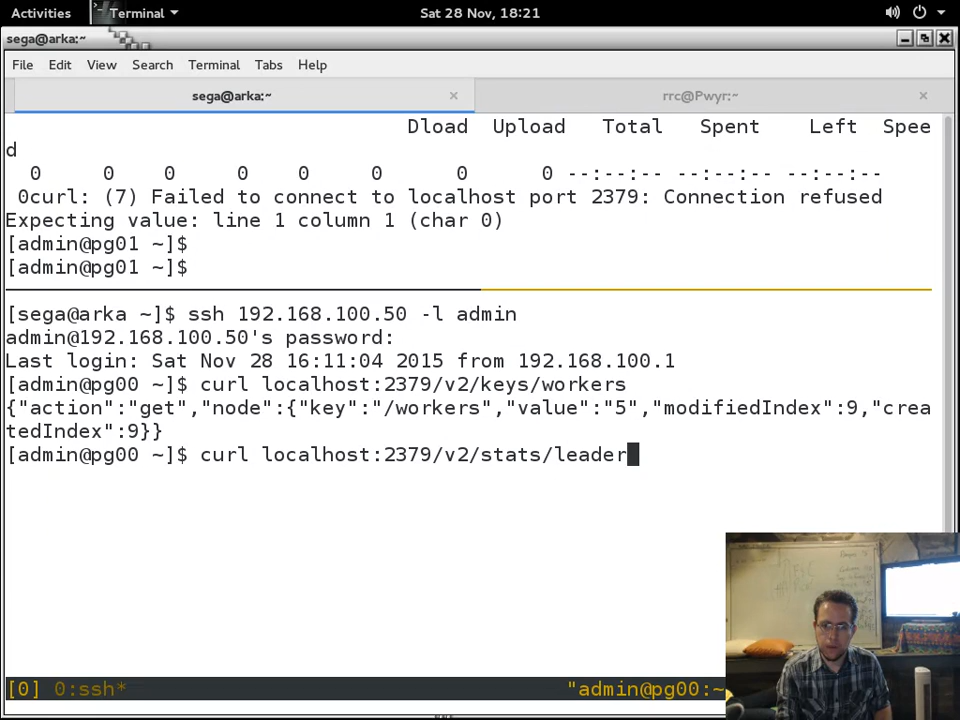 Activities Terminal Sat 28 Nov, 18:21
sega@arka:~
File Edit View Search Terminal Tabs Help
sega@arka:~ × rrc@Pwyr:~ ×
Dload Upload Total Spent Left Spee
d
0 0 0 0 0 0 0 0 --:--:-- --:--:-- --:--:--
0curl: (7) Failed to connect to localhost port 2379: Connection refused
Expecting value: line 1 column 1 (char 0)
[admin@pg01 ~]$
[admin@pg01 ~]$
[sega@arka ~]$ ssh 192.168.100.50 -l admin
admin@192.168.100.50's password:
Last login: Sat Nov 28 16:11:04 2015 from 192.168.100.1
[admin@pg00 ~]$ curl localhost:2379/v2/keys/workers
{"action":"get","node":{"key":"/workers","value":"5","modifiedIndex":9,"crea
tedIndex":9}}
[admin@pg00 ~]$ curl localhost:2379/v2/stats/leader
[0] 0:ssh* "admin@pg00:~